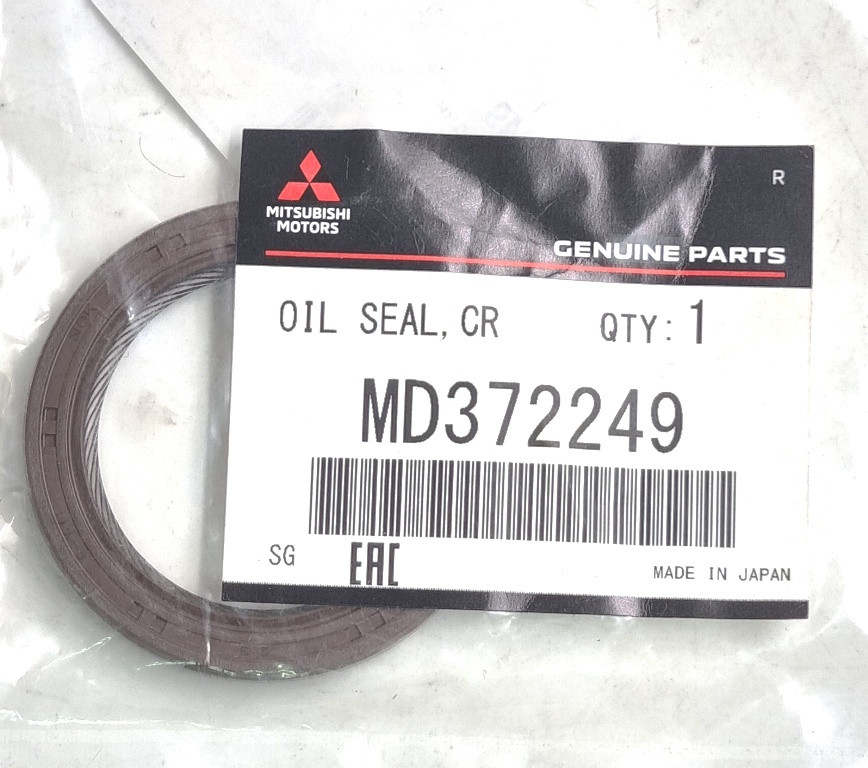 R
MITSUBISHI
MOTORS
GENUINE PARTS
OIL SEAL, CR QTY: 1
MD372249
SG EAC MADE IN JAPAN